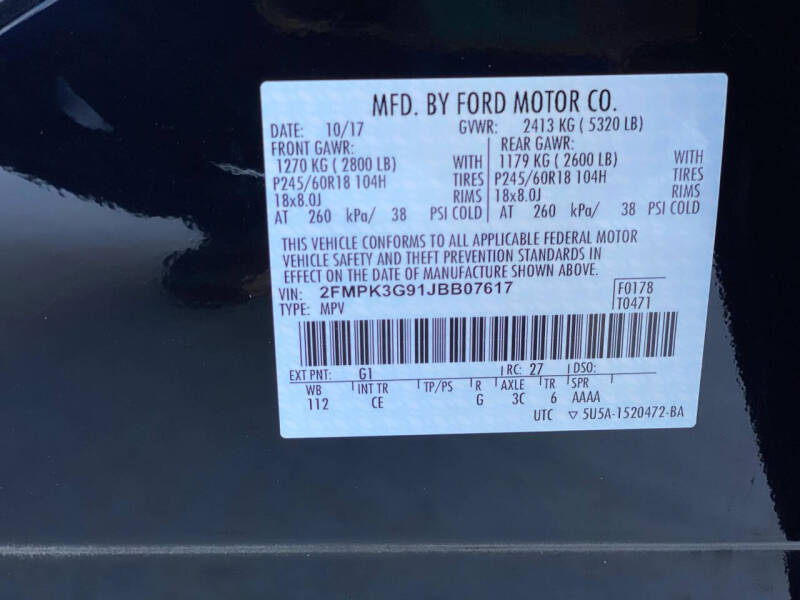 MFD. BY FORD MOTOR CO.
DATE: 10/17 GVWR: 2413 KG ( 5320 LB)
FRONT GAWR: REAR GAWR:
1270 KG ( 2800 LB) WITH 1179 KG ( 2600 LB) WITH
P245/60R18 104H TIRES P245/60R18 104H TIRES
18x8.0J RIMS 18x8.0J RIMS
AT 260 kPa/ 38 PSI COLD AT 260 kPa/ 38 PSI COLD
THIS VEHICLE CONFORMS TO ALL APPLICABLE FEDERAL MOTOR
VEHICLE SAFETY AND THEFT PREVENTION STANDARDS IN
EFFECT ON THE DATE OF MANUFACTURE SHOWN ABOVE.
VIN: 2FMPK3G91JBB07617 F0178
TYPE: MPV T0471
EXT PNT: G1 RC: 27 DSO:
WB INT TR TP/PS R AXLE TR SPR
112 CE G 3C 6 AAAA
UTC ▽ 5U5A-1520472-BA